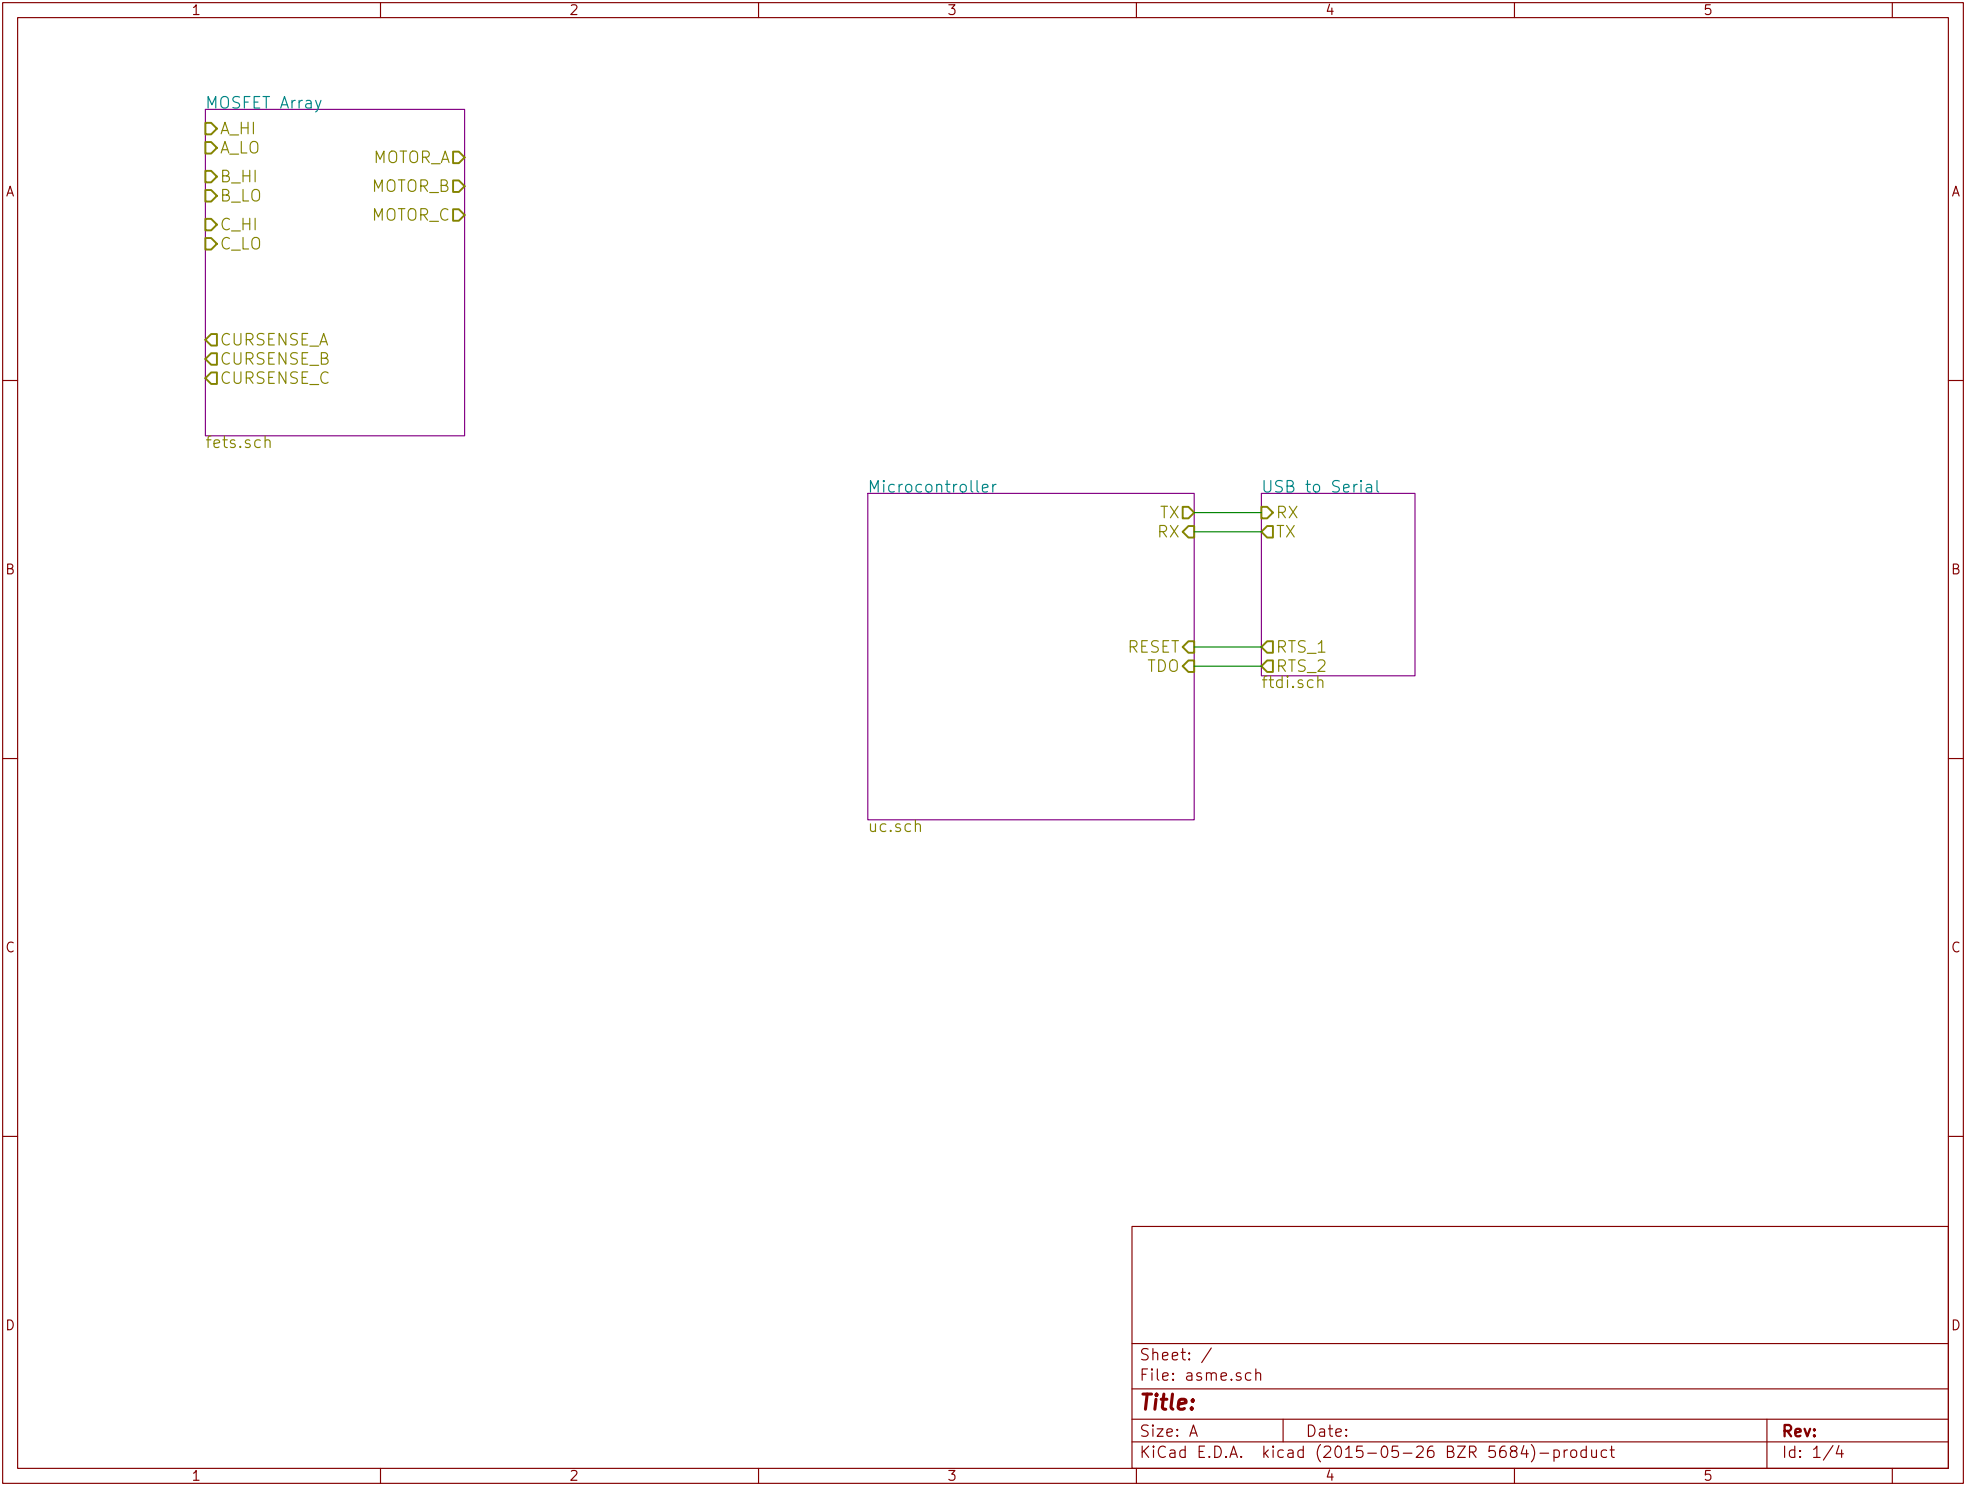 1 2 3 4 5
MOSFET Array
A_HI
A_LO
MOTOR_A
B_HI
MOTOR_B
B_LO
A A
MOTOR_C
C_HI
C_LO
CURSENSE_A
CURSENSE_B
CURSENSE_C
fets.sch
Microcontroller USB to Serial
TX RX
RX TX
B B
RESET RTS_1
TDO RTS_2
ftdi.sch
uc.sch
C C
D D
Sheet: /
File: asme.sch
Title:
Size: A Date: Rev:
KiCad E.D.A. kicad (2015-05-26 BZR 5684)-product Id: 1/4
1 2 3 4 5